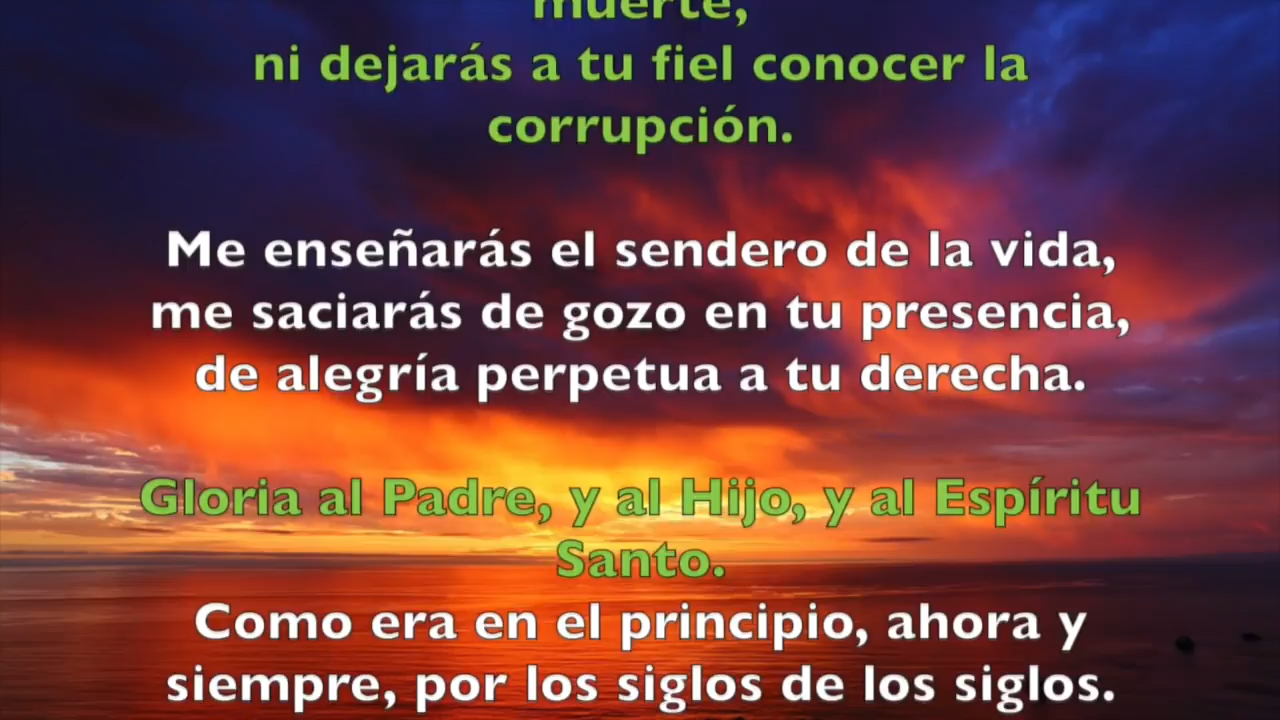 muerte,
ni dejarás a tu fiel conocer la
corrupción.
Me enseñarás el sendero de la vida,
me saciarás de gozo en tu presencia,
de alegría perpetua a tu derecha.
Gloria al Padre, y al Hijo, y al Espíritu
Santo.
Como era en el principio, ahora y
siempre, por los siglos de los siglos.